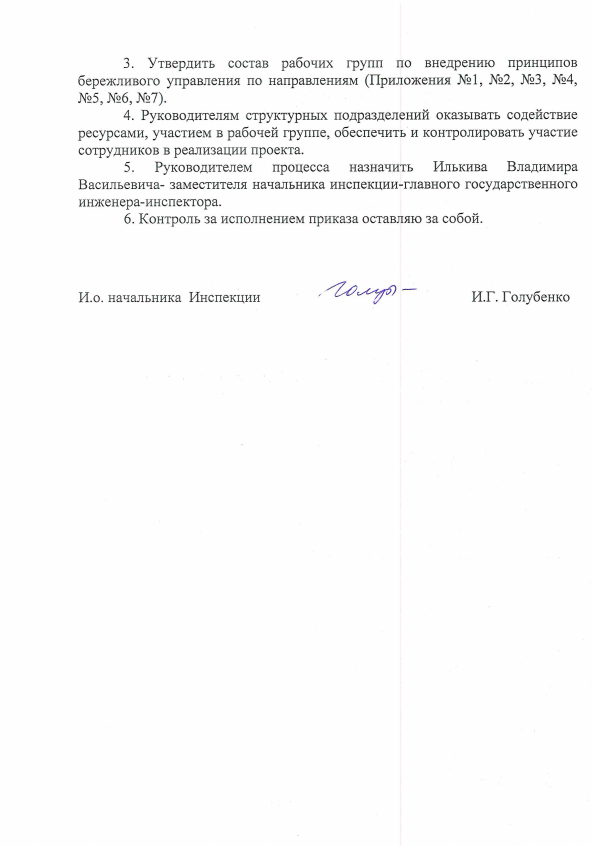 3. Утвердить состав рабочих групп по внедрению принципов
бережливого управления по направлениям (Приложения №1, №2, №3, №4,
№5, №6, №7).
4. Руководителям структурных подразделений оказывать содействие
ресурсами, участием в рабочей группе, обеспечить и контролировать участие
сотрудников в реализации проекта.
5. Руководителем процесса назначить Илькива Владимира
Васильевича- заместителя начальника инспекции-главного государственного
инженера-инспектора.
6. Контроль за исполнением приказа оставляю за собой.
И.о. начальника Инспекции И.Г. Голубенко